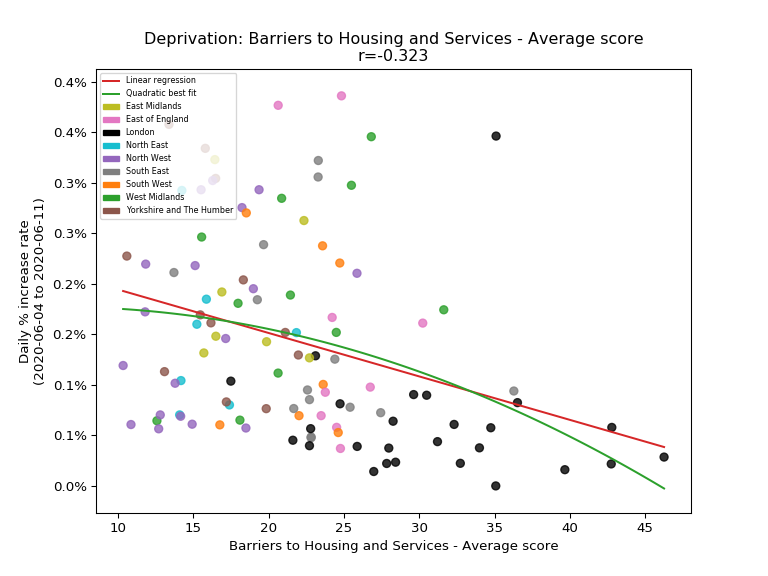 Deprivation: Barriers to Housing and Services - Average score
r=-0.323
Linear regression
Quadratic best fit
East Midlands
East of England
London
North East
North West
South East
South West
West Midlands
Yorkshire and The Humber
0.4%
0.4%
0.3%
0.3%
0.2%
0.2%
0.1%
0.1%
0.0%
Daily % increase rate
(2020-06-04 to 2020-06-11)
10
15
20
25
30
35
40
45
Barriers to Housing and Services - Average score